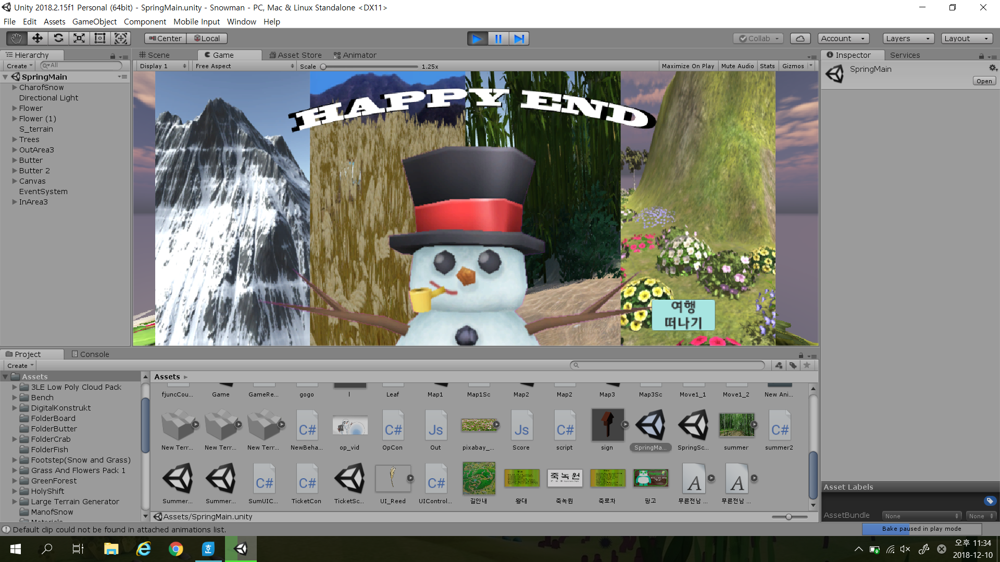 Unity 2018.2.15f1 Personal (64bit) - SpringMain.unity - Snowman - PC, Mac & Linux Standalone <DX11>
File Edit Assets GameObject Component Mobile Input Window Help
Center Local
Collab Account Layers Layout
Hierarchy
Create All
SpringMain
CharofSnow
Directional Light
Flower
Flower (1)
S_terrain
Trees
OutArea3
Butter
Butter 2
Canvas
EventSystem
InArea3
Scene Game Asset Store Animator
Display 1 Free Aspect Scale 1.25x Maximize On Play Mute Audio Stats Gizmos
HAPPY END
여행
떠나기
Inspector Services
SpringMain
Open
Project Console
Create
Assets
3LE Low Poly Cloud Pack
Bench
DigitalKonstrukt
FolderBoard
FolderButter
FolderCrab
FolderFish
Footstep(Snow and Grass)
Grass And Flowers Pack 1
GreenForest
HolyShift
Large Terrain Generator
ManofSnow
Materials
Assets
fjuncCou... Game GameRe... gogo l Leaf Map1 Map1Sc Map2 Map2 Map3 Map3Sc Move1_1 Move1_2 New Ani...
C# C# Js Js C# C#
New Terr... New Terr... New Terr... NewBeha... op_vid OpCon Out pixabay_... Score script sign SpringMa... SpringSc... summer summer2
C# C# C# 죽녹원 A A
Summer... Summer... SumUIC... TicketCon TicketSc... UI_Reed UIControl... 길안내 왕대 죽녹원 죽로차 팡고 푸른전남 ... 푸른전남 ...
Assets/SpringMain.unity
Asset Labels
AssetBundle None None
Default clip could not be found in attached animations list.
Bake paused in play mode
오후 11:34
2018-12-10